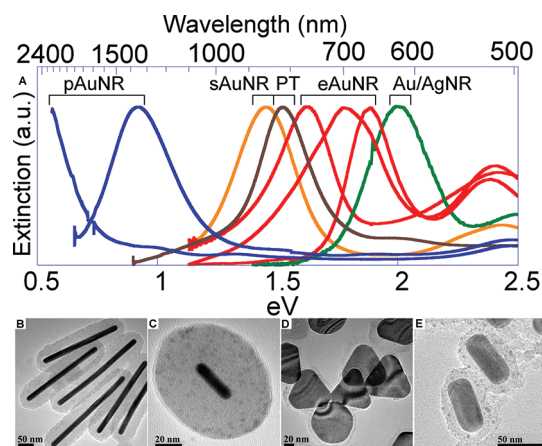 Wavelength (nm)
2400 1500 1000 700 600 500
A
pAuNR sAuNR PT eAuNR Au/AgNR
Extinction (a.u.)
0.5 1 1.5 2 2.5
eV
B C D E
50 nm 20 nm 20 nm 50 nm